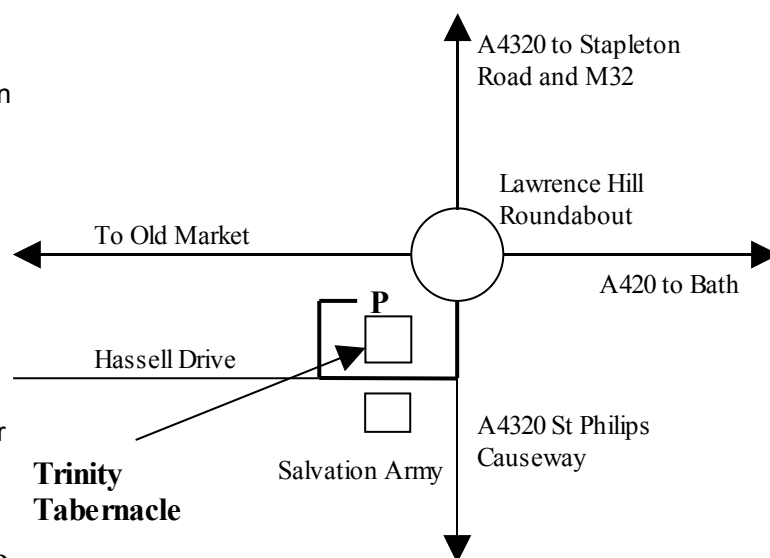 A4320 to Stapleton
Road and M32
n
Lawrence Hill
Roundabout
To Old Market
A420 to Bath
P
Hassell Drive
r
A4320 St Philips
Causeway
Trinity
Tabernacle
Salvation Army